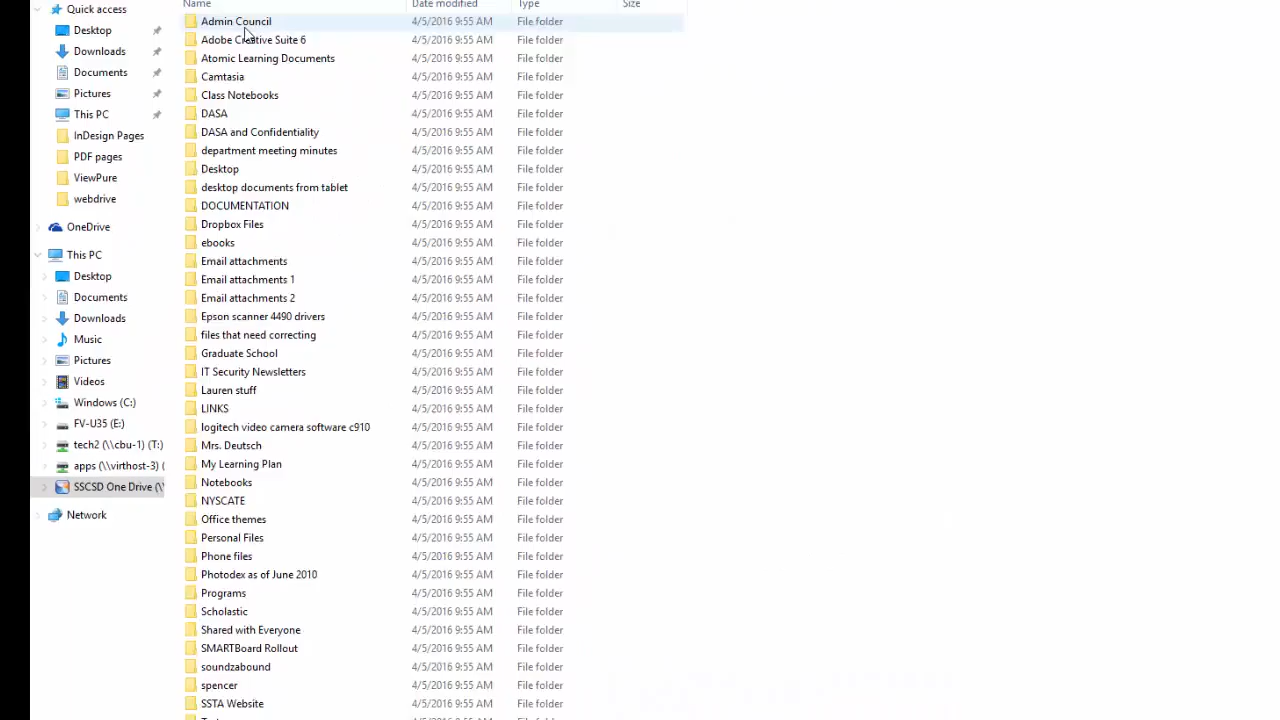 Quick access
Desktop
Downloads
Documents
Pictures
This PC
InDesign Pages
PDF pages
ViewPure
webdrive
OneDrive
This PC
Desktop
Documents
Downloads
Music
Pictures
Videos
Windows (C:)
FV-U35 (E:)
tech2 (\\cbu-1) (T:)
apps (\\virthost-3) (
SSCSD One Drive (\\
Network
Name Date modified Type Size
Admin Council 4/5/2016 9:55 AM File folder
Adobe Creative Suite 6 4/5/2016 9:55 AM File folder
Atomic Learning Documents 4/5/2016 9:55 AM File folder
Camtasia 4/5/2016 9:55 AM File folder
Class Notebooks 4/5/2016 9:55 AM File folder
DASA 4/5/2016 9:55 AM File folder
DASA and Confidentiality 4/5/2016 9:55 AM File folder
department meeting minutes 4/5/2016 9:55 AM File folder
Desktop 4/5/2016 9:55 AM File folder
desktop documents from tablet 4/5/2016 9:55 AM File folder
DOCUMENTATION 4/5/2016 9:55 AM File folder
Dropbox Files 4/5/2016 9:55 AM File folder
ebooks 4/5/2016 9:55 AM File folder
Email attachments 4/5/2016 9:55 AM File folder
Email attachments 1 4/5/2016 9:55 AM File folder
Email attachments 2 4/5/2016 9:55 AM File folder
Epson scanner 4490 drivers 4/5/2016 9:55 AM File folder
files that need correcting 4/5/2016 9:55 AM File folder
Graduate School 4/5/2016 9:55 AM File folder
IT Security Newsletters 4/5/2016 9:55 AM File folder
Lauren stuff 4/5/2016 9:55 AM File folder
LINKS 4/5/2016 9:55 AM File folder
logitech video camera software c910 4/5/2016 9:55 AM File folder
Mrs. Deutsch 4/5/2016 9:55 AM File folder
My Learning Plan 4/5/2016 9:55 AM File folder
Notebooks 4/5/2016 9:55 AM File folder
NYSCATE 4/5/2016 9:55 AM File folder
Office themes 4/5/2016 9:55 AM File folder
Personal Files 4/5/2016 9:55 AM File folder
Phone files 4/5/2016 9:55 AM File folder
Photodex as of June 2010 4/5/2016 9:55 AM File folder
Programs 4/5/2016 9:55 AM File folder
Scholastic 4/5/2016 9:55 AM File folder
Shared with Everyone 4/5/2016 9:55 AM File folder
SMARTBoard Rollout 4/5/2016 9:55 AM File folder
soundzabound 4/5/2016 9:55 AM File folder
spencer 4/5/2016 9:55 AM File folder
SSTA Website 4/5/2016 9:55 AM File folder